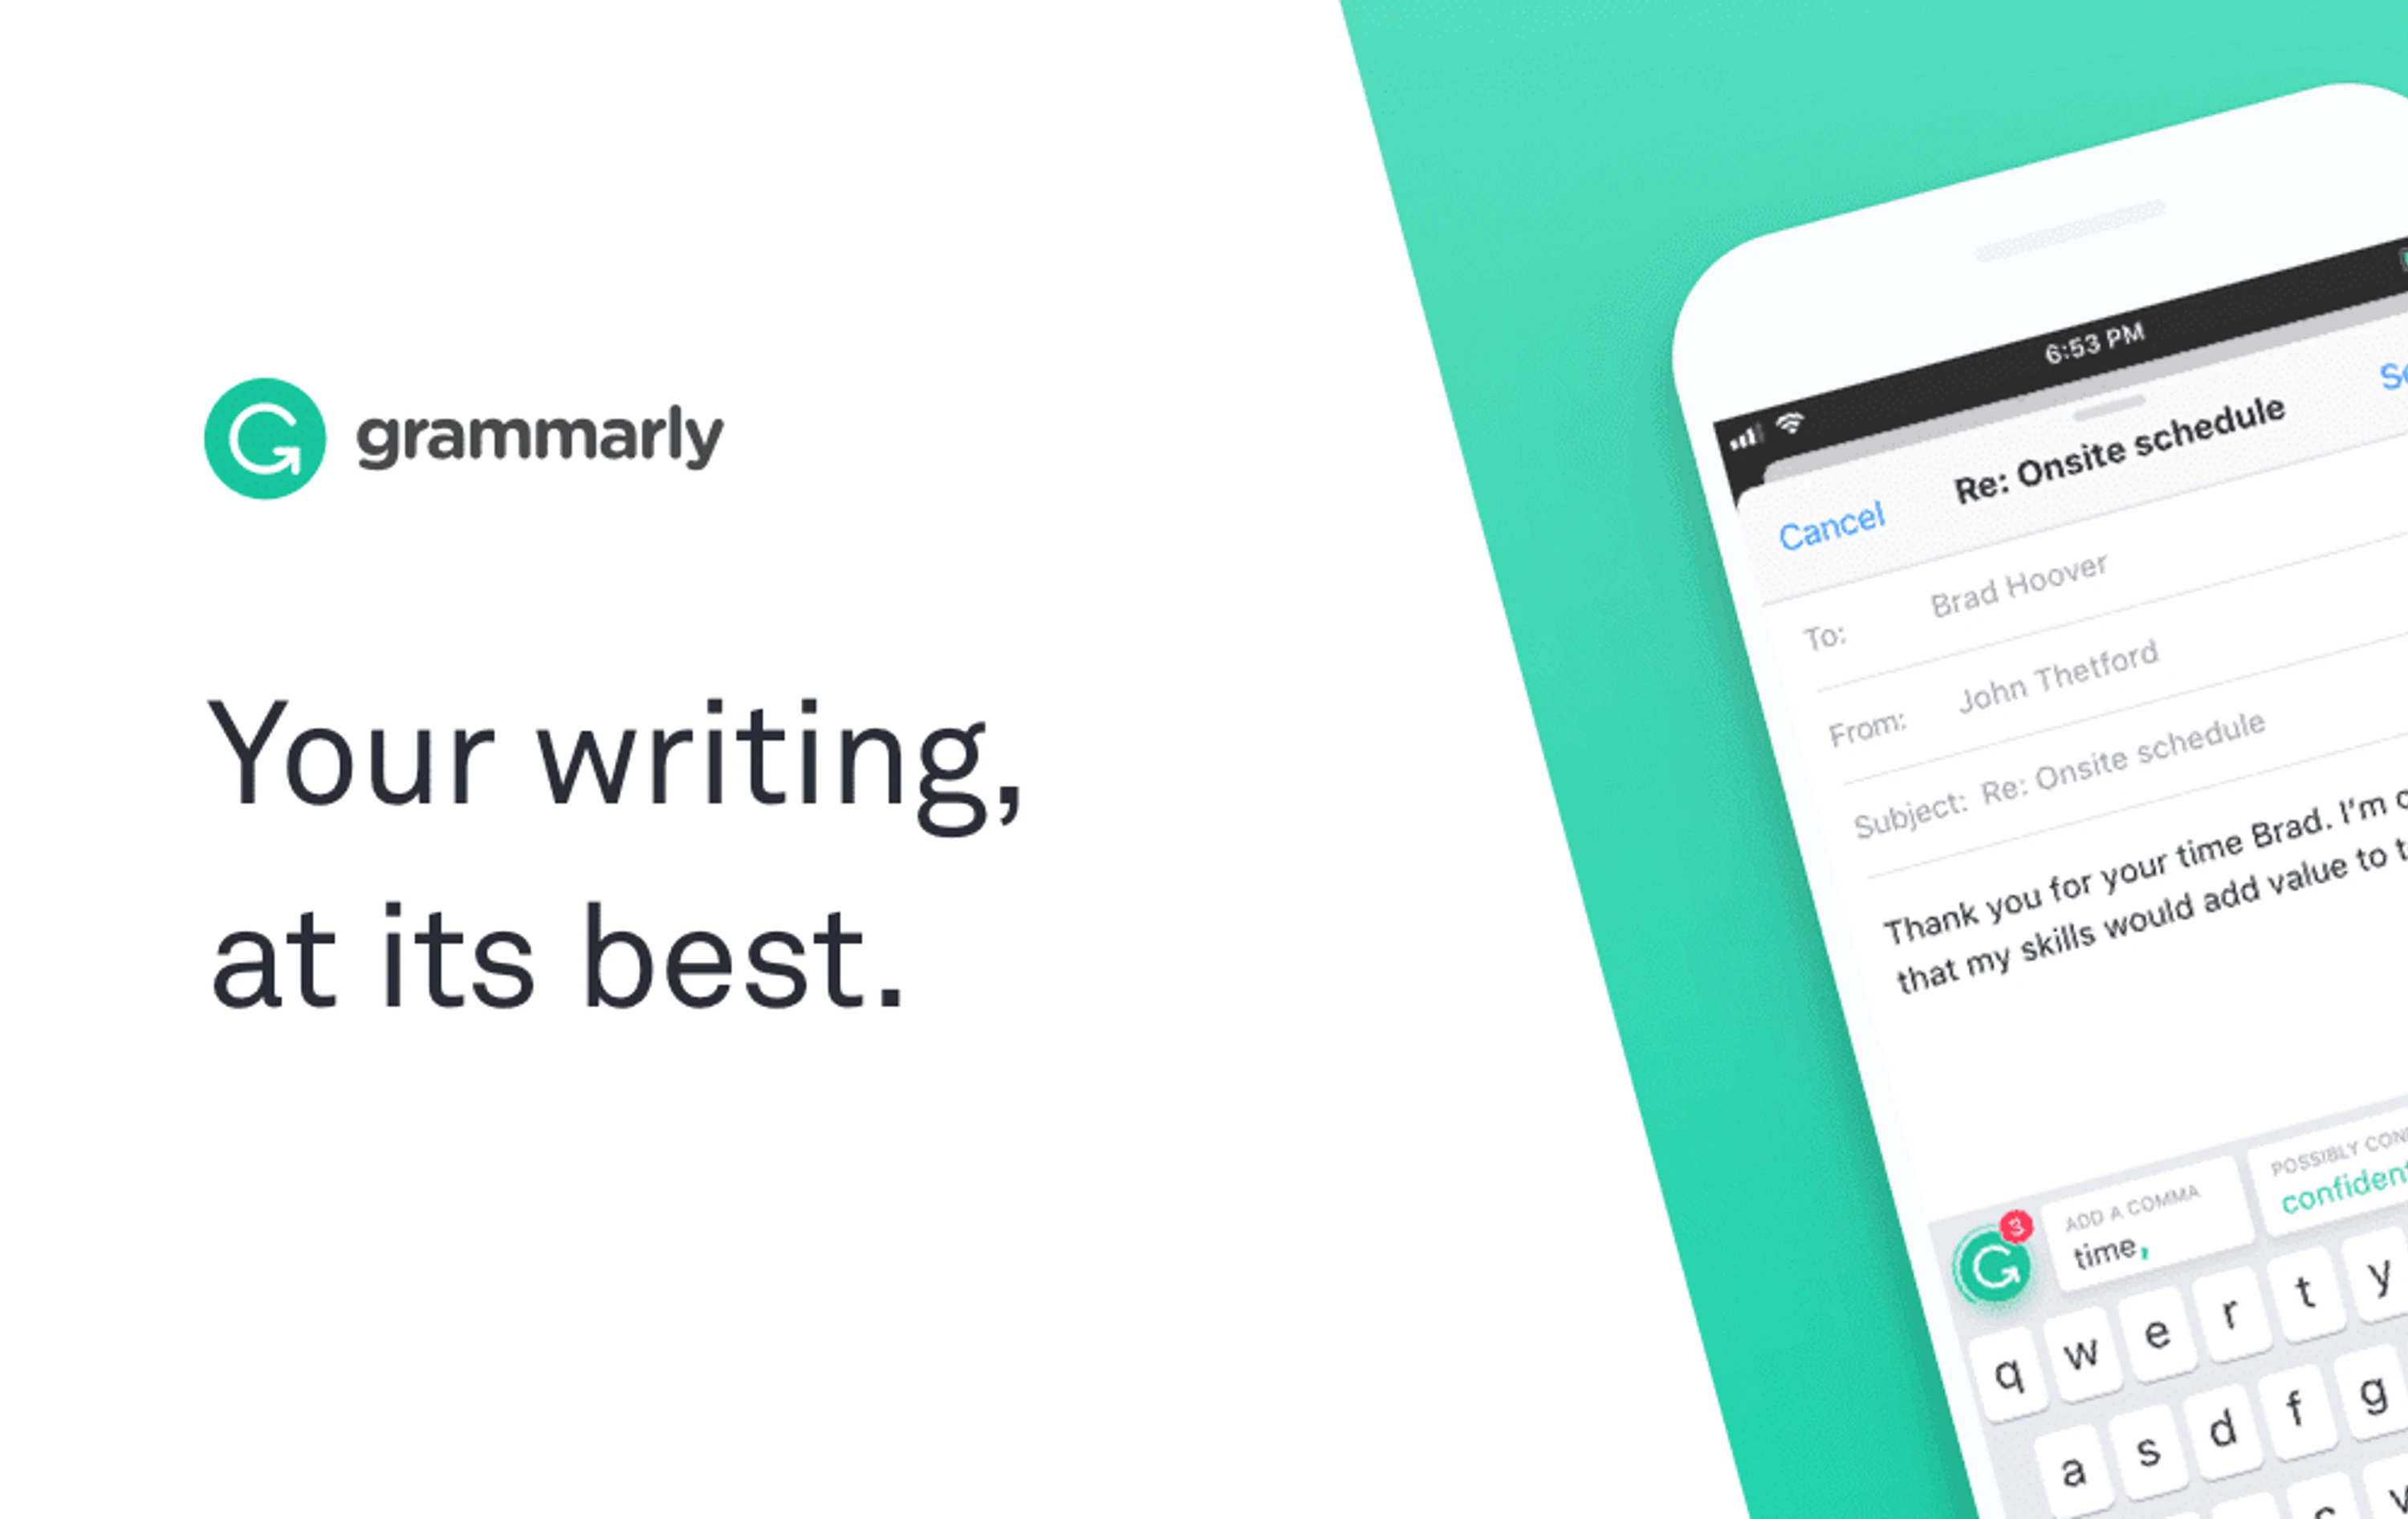 grammarly
Your writing,
at its best.
6:53 PM
Cancel
Re: Onsite schedule
To: Brad Hoover
From: John Thetford
Subject: Re: Onsite schedule
Thank you for your time Brad. I'm
that my skills would add value to
3
ADD A COMMA
time,
POSSIBLY
q w e r t y
a s d f g